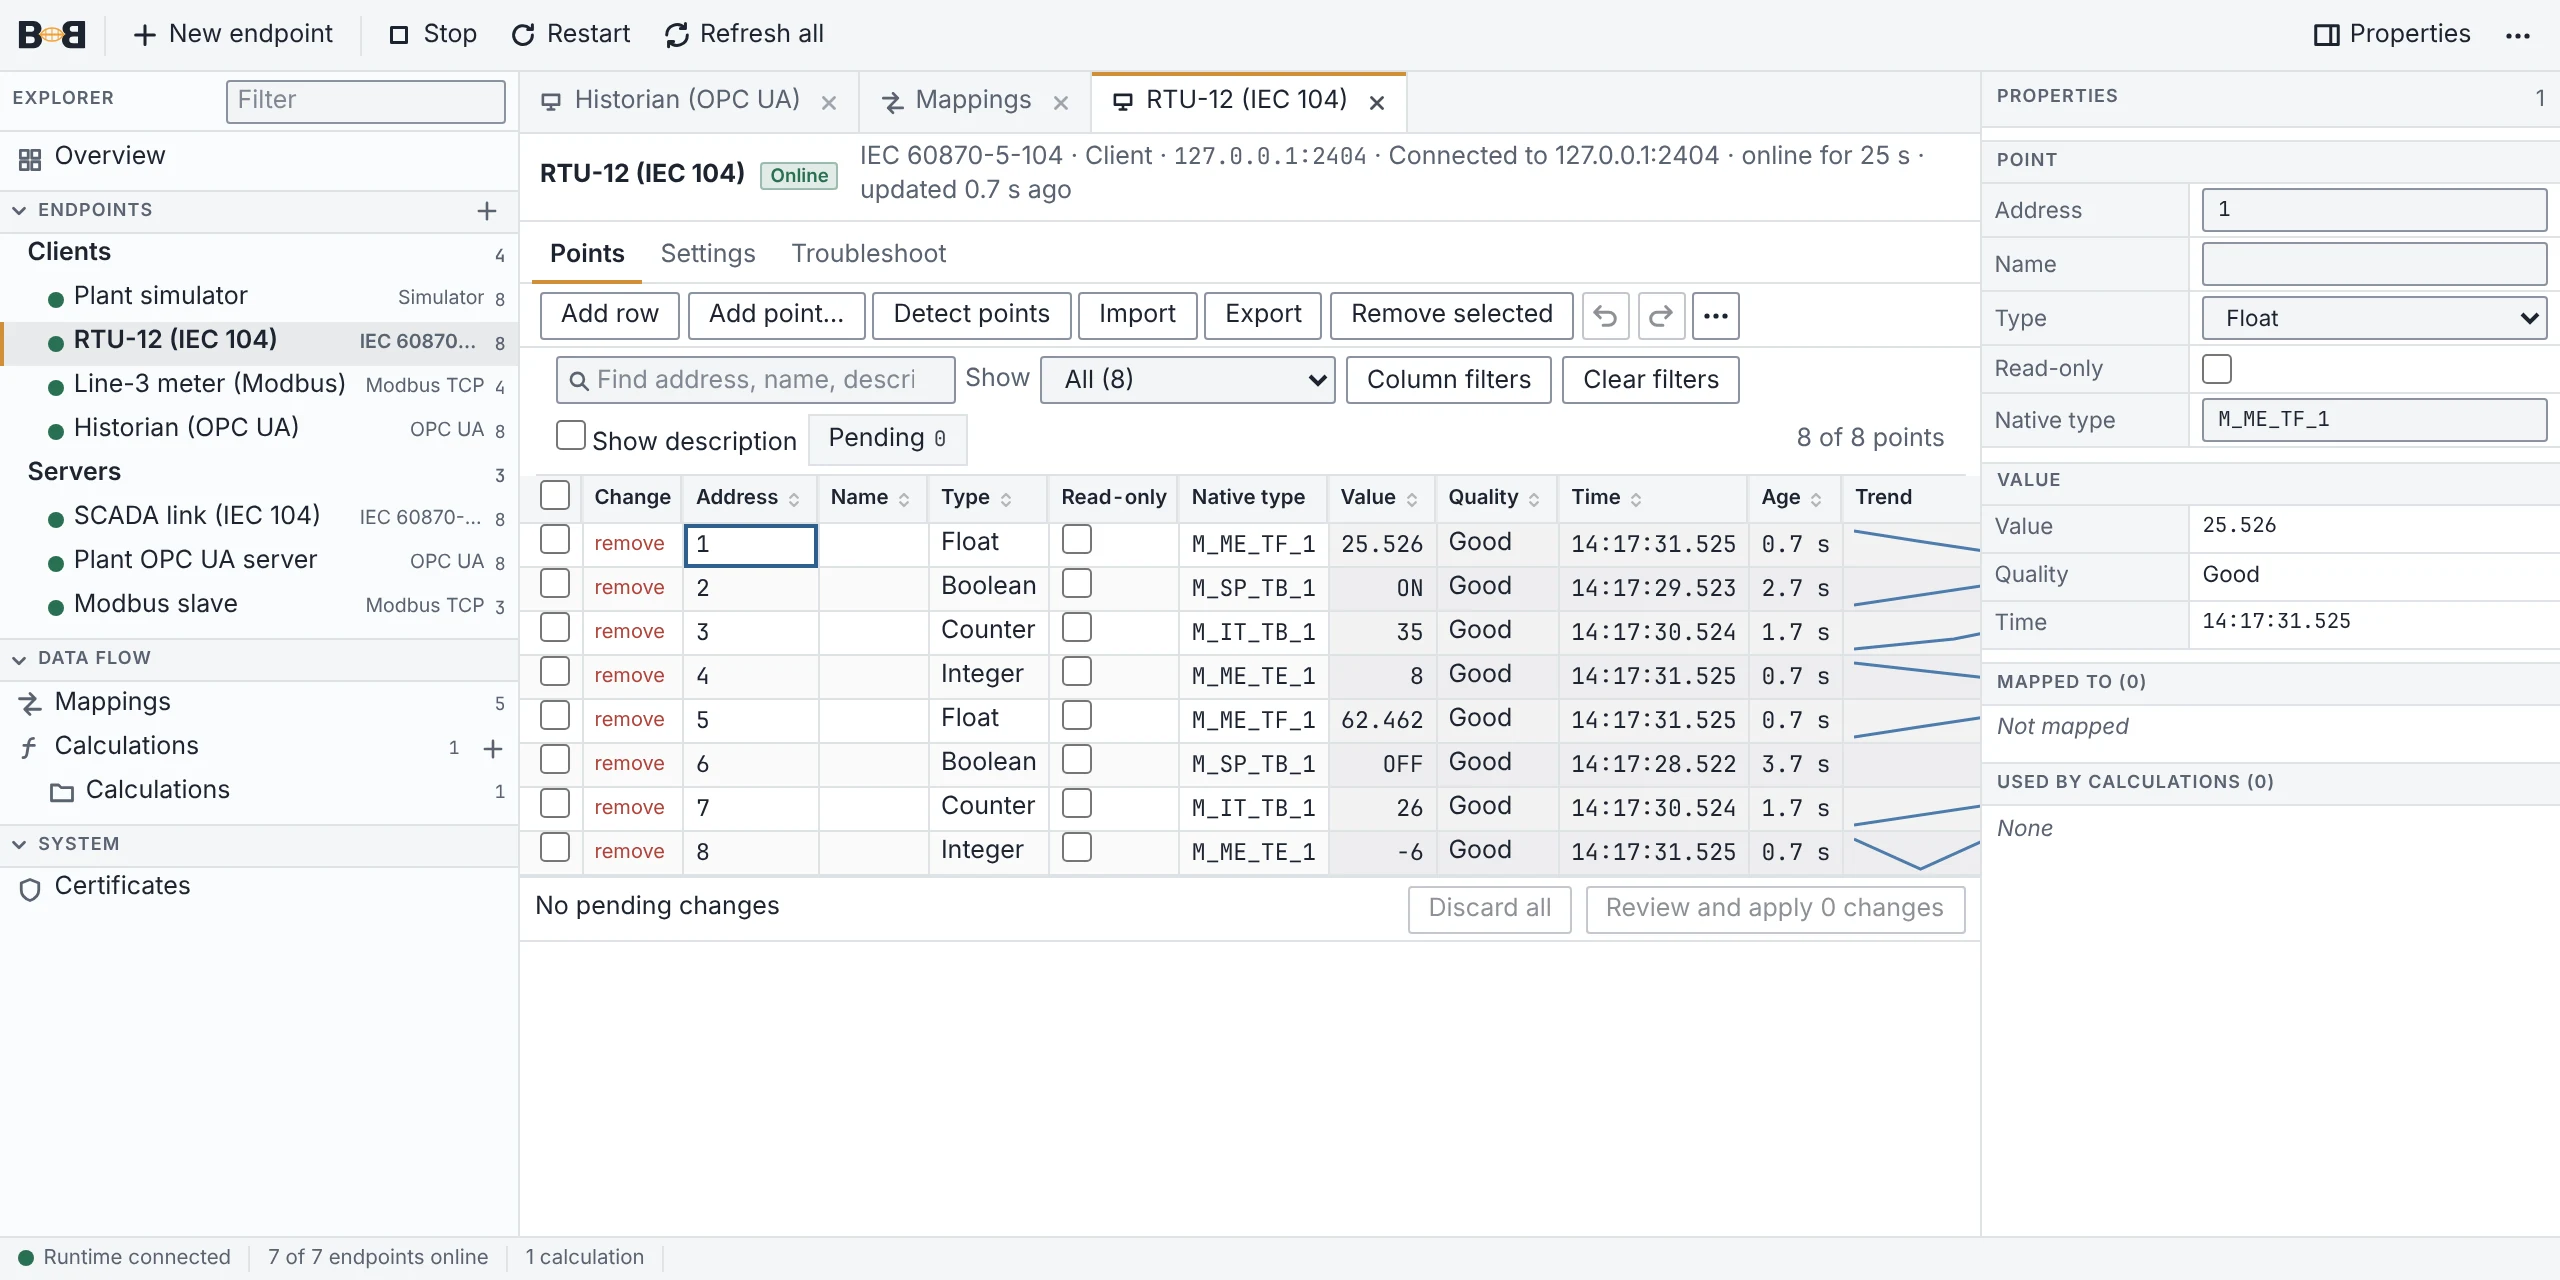 BOB
New endpoint
Stop
Restart
Refresh all
Properties
EXPLORER
Filter
Overview
ENDPOINTS
Clients 4
Plant simulator Simulator 8
RTU-12 (IEC 104) IEC 60870... 8
Line-3 meter (Modbus) Modbus TCP 4
Historian (OPC UA) OPC UA 8
Servers 3
SCADA link (IEC 104) IEC 60870-... 8
Plant OPC UA server OPC UA 8
Modbus slave Modbus TCP 3
DATA FLOW
Mappings 5
Calculations 1
Calculations 1
SYSTEM
Certificates
Historian (OPC UA)
Mappings
RTU-12 (IEC 104)
RTU-12 (IEC 104) Online
IEC 60870-5-104 · Client · 127.0.0.1:2404 · Connected to 127.0.0.1:2404 · online for 25 s ·
updated 0.7 s ago
Points Settings Troubleshoot
Add row Add point... Detect points Import Export Remove selected
Find address, name, descri Show All (8) Column filters Clear filters
Show description Pending 0 8 of 8 points
Change Address Name Type Read-only Native type Value Quality Time Age Trend
remove 1 Float M_ME_TF_1 25.526 Good 14:17:31.525 0.7 s
remove 2 Boolean M_SP_TB_1 ON Good 14:17:29.523 2.7 s
remove 3 Counter M_IT_TB_1 35 Good 14:17:30.524 1.7 s
remove 4 Integer M_ME_TE_1 8 Good 14:17:31.525 0.7 s
remove 5 Float M_ME_TF_1 62.462 Good 14:17:31.525 0.7 s
remove 6 Boolean M_SP_TB_1 OFF Good 14:17:28.522 3.7 s
remove 7 Counter M_IT_TB_1 26 Good 14:17:30.524 1.7 s
remove 8 Integer M_ME_TE_1 -6 Good 14:17:31.525 0.7 s
No pending changes Discard all Review and apply 0 changes
PROPERTIES 1
POINT
Address 1
Name
Type Float
Read-only
Native type M_ME_TF_1
VALUE
Value 25.526
Quality Good
Time 14:17:31.525
MAPPED TO (0)
Not mapped
USED BY CALCULATIONS (0)
None
Runtime connected 7 of 7 endpoints online 1 calculation